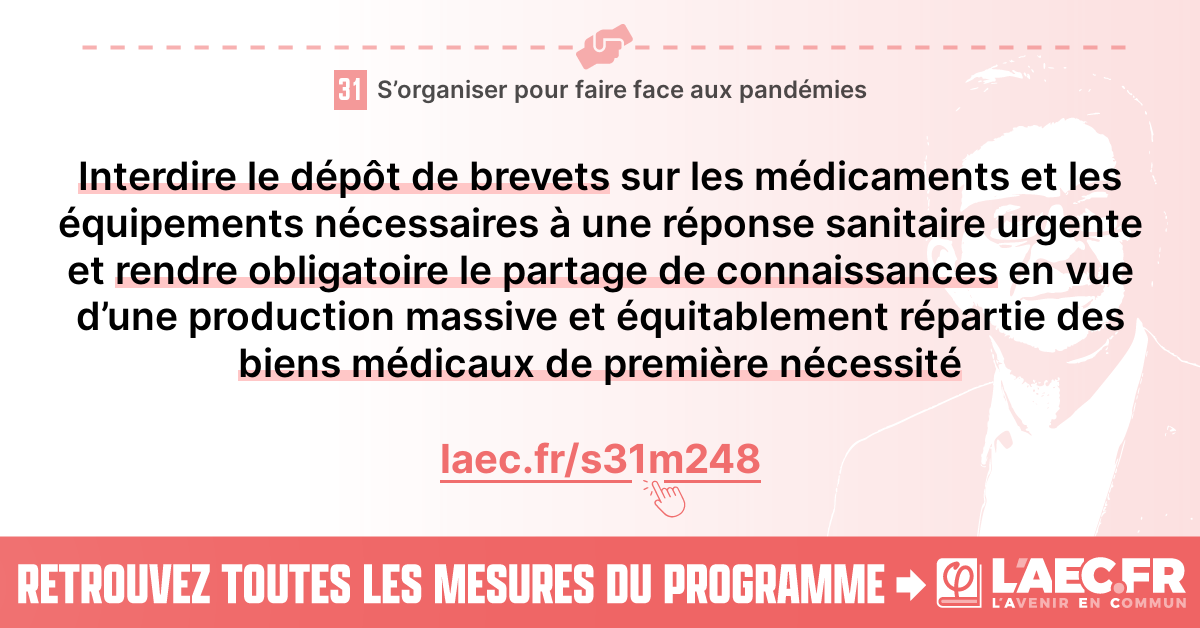 31 S’organiser pour faire face aux pandémies
Interdire le dépôt de brevets sur les médicaments et les
équipements nécessaires à une réponse sanitaire urgente
et rendre obligatoire le partage de connaissances en vue
d’une production massive et équitablement répartie des
biens médicaux de première nécessité
laec.fr/s31m248
RETROUVEZ TOUTES LES MESURES DU PROGRAMME
φ L'AEC.FR
L'AVENIR EN COMMUN